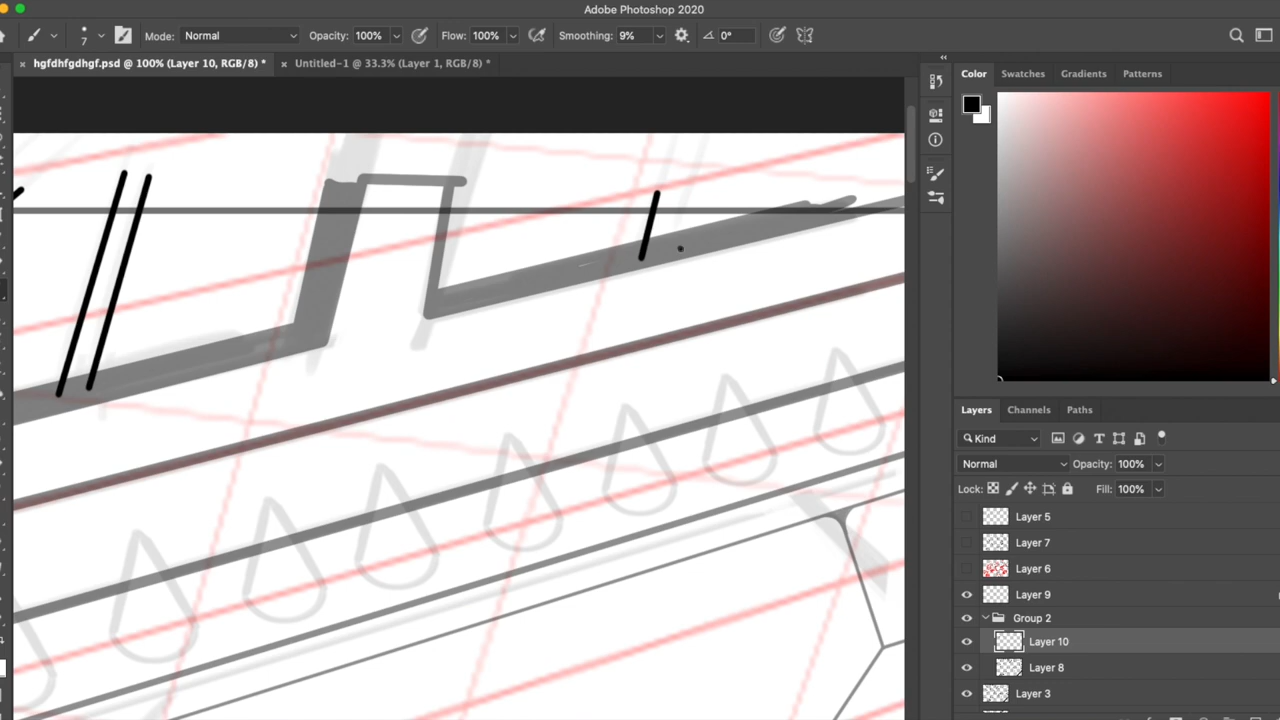 Adobe Photoshop 2020
7 Mode: Normal Opacity: 100% Flow: 100% Smoothing: 9% 0°
× hgfdhfgdhgf.psd @ 100% (Layer 10, RGB/8) * × Untitled-1 @ 33.3% (Layer 1, RGB/8) *
Color Swatches Gradients Patterns
Layers Channels Paths
Kind
Normal Opacity: 100%
Lock: Fill: 100%
Layer 5
Layer 7
Layer 6
Layer 9
Group 2
Layer 10
Layer 8
Layer 3